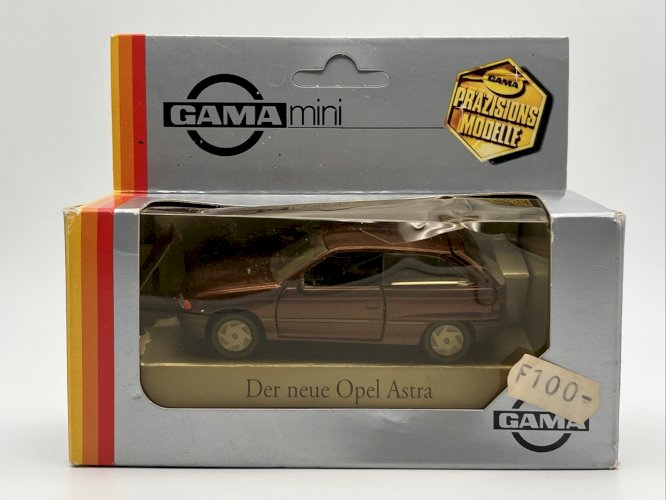 GAMA mini
GAMA
PRÄZISIONS
MODELLE
Der neue Opel Astra
F100-
GAMA